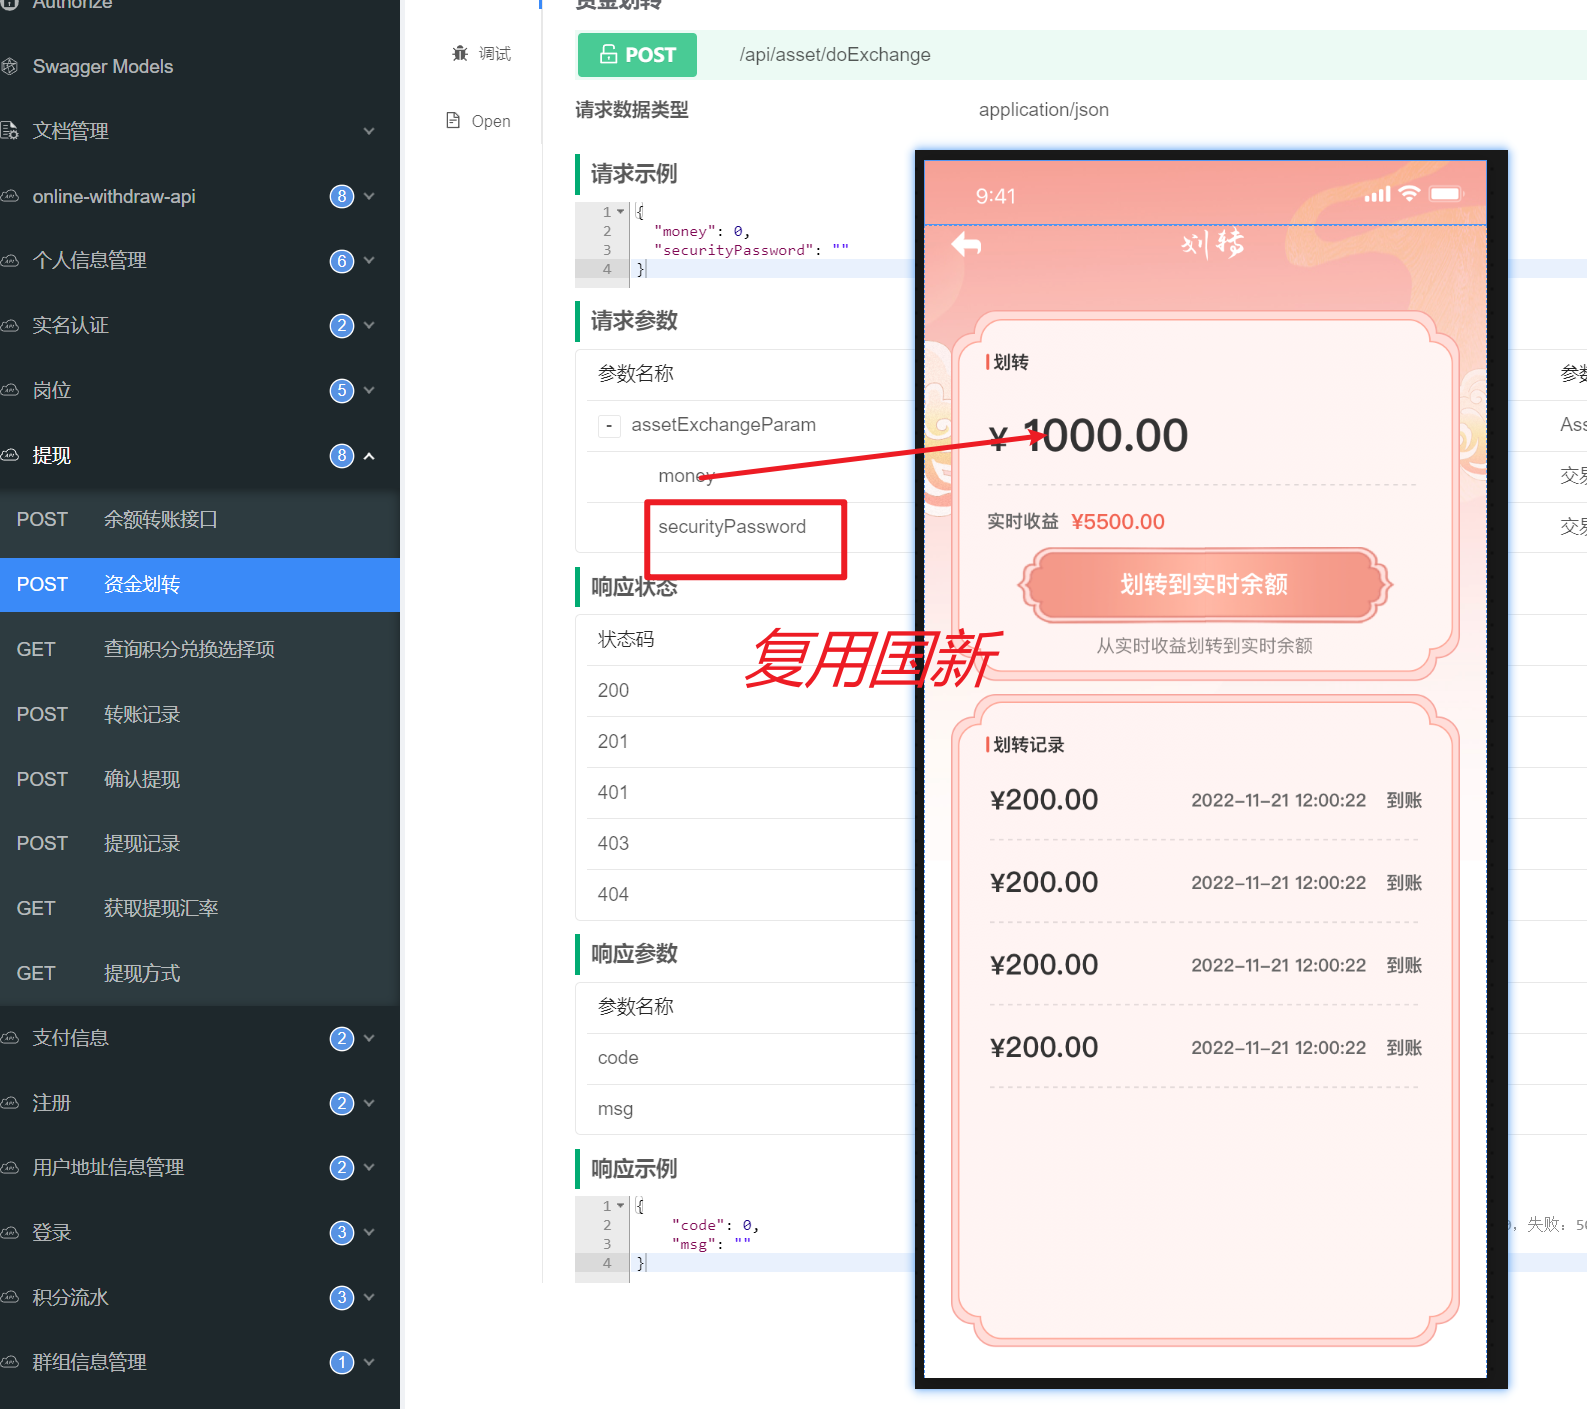 Authorize
Swagger Models
文档管理
online-withdraw-api 8
个人信息管理 6
实名认证 2
岗位 5
提现 8
POST 余额转账接口
POST 资金划转
GET 查询积分兑换选择项
POST 转账记录
POST 确认提现
POST 提现记录
GET 获取提现汇率
GET 提现方式
支付信息 2
注册 2
用户地址信息管理 2
登录 3
积分流水 3
群组信息管理 1
调试
Open
资金划转
POST /api/asset/doExchange
请求数据类型 application/json
请求示例
1 {
2 "money": 0,
3 "securityPassword": ""
4 }
请求参数
参数名称 参数
- assetExchangeParam Ass
money 交易
securityPassword 交易
响应状态
状态码
200
201
401
403
404
响应参数
参数名称
code
msg
响应示例
1 {
2 "code": 0,
3 "msg": ""
4 }
0, 失败: 50
复用国新
9:41
划转
划转
¥ 1000.00
实时收益 ¥5500.00
划转到实时余额
从实时收益划转到实时余额
划转记录
¥200.00 2022-11-21 12:00:22 到账
¥200.00 2022-11-21 12:00:22 到账
¥200.00 2022-11-21 12:00:22 到账
¥200.00 2022-11-21 12:00:22 到账